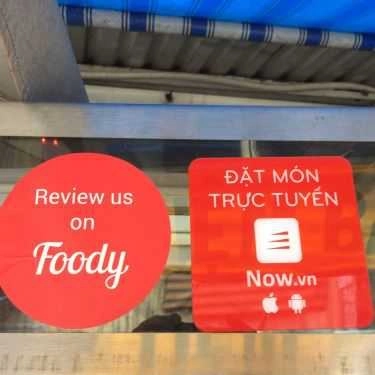 Review us
on
Foody
ĐẶT MÓN
TRỰC TUYẾN
Now.vn